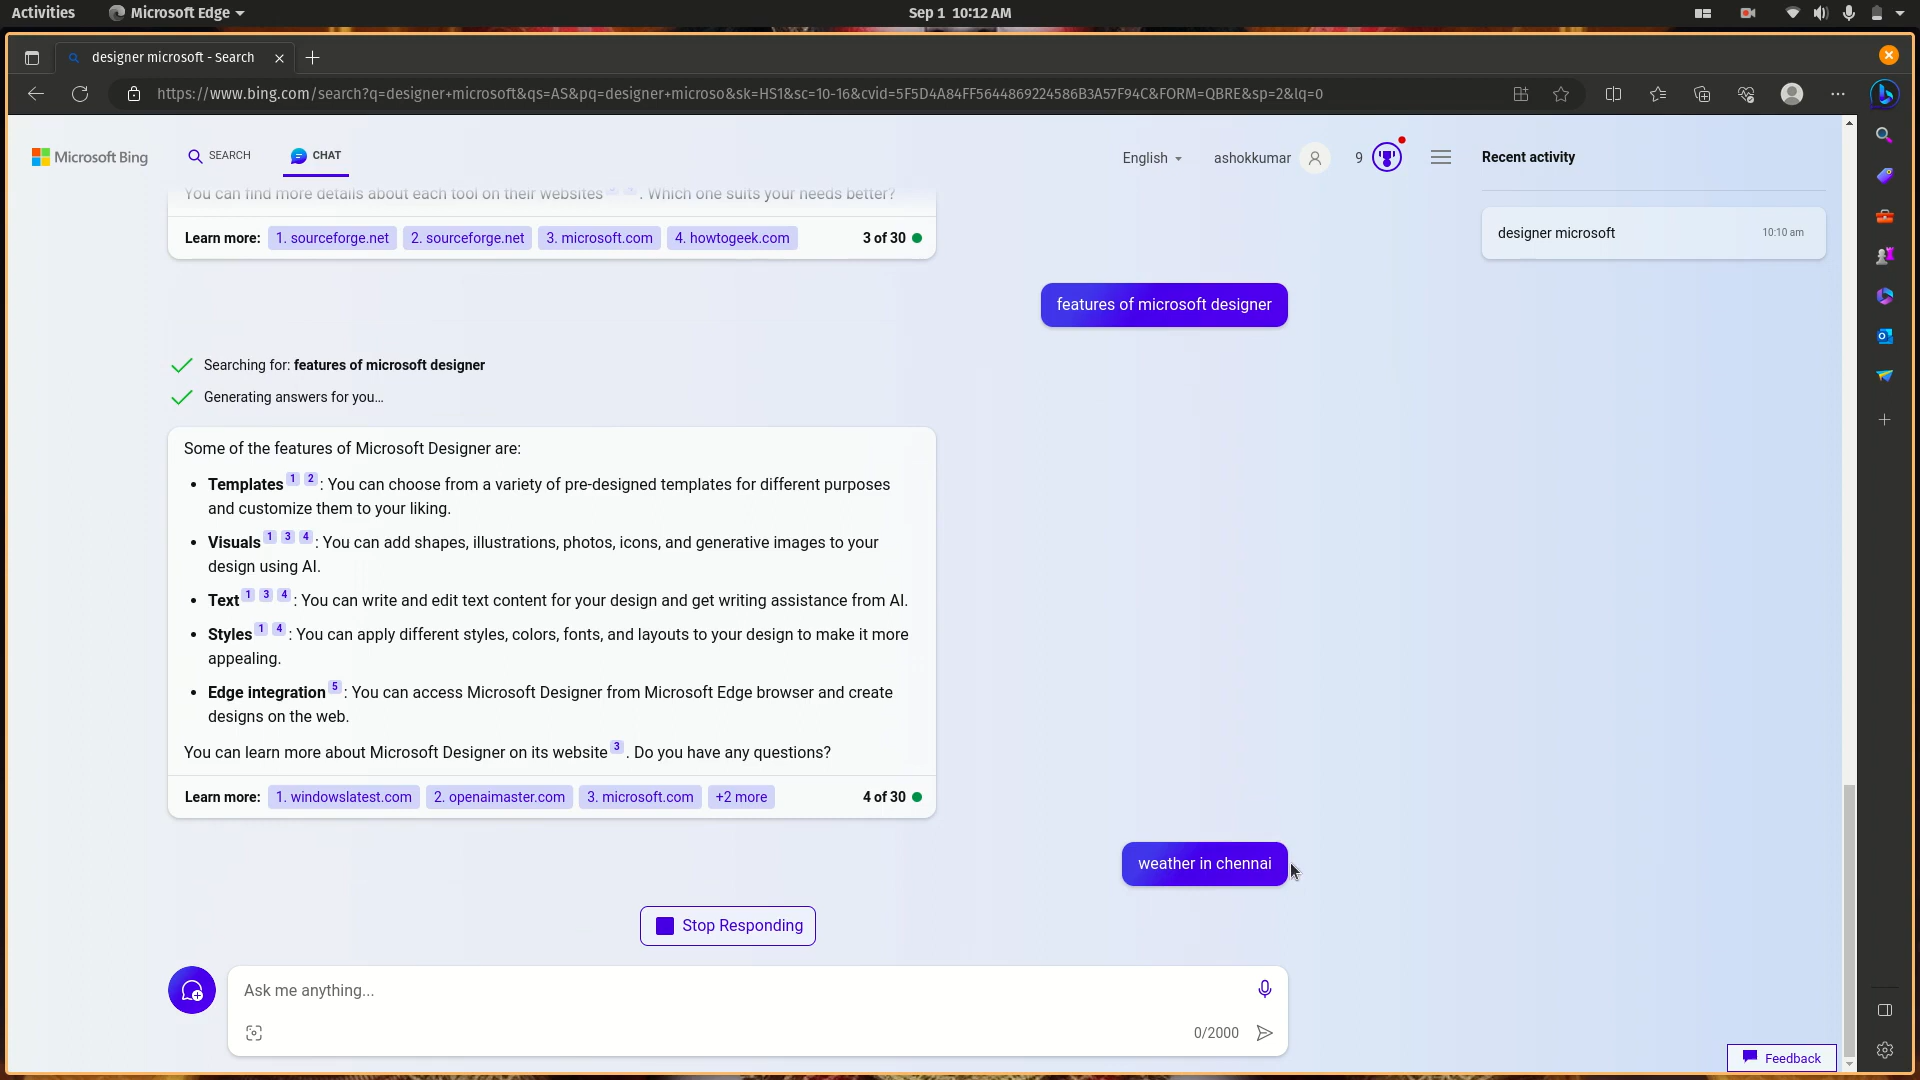 Activities
Microsoft Edge
Sep 1 10:12 AM
designer microsoft - Search
https://www.bing.com/search?q=designer+microsoft&qs=AS&pq=designer+microso&sk=HS1&sc=10-16&cvid=5F5D4A84FF5644869224586B3A57F94C&FORM=QBRE&sp=2&lq=0
Microsoft Bing
SEARCH
CHAT
English
ashokkumar
9
Recent activity
designer microsoft 10:10 am
You can find more details about each tool on their websites . Which one suits your needs better?
Learn more: 1. sourceforge.net 2. sourceforge.net 3. microsoft.com 4. howtogeek.com 3 of 30
features of microsoft designer
Searching for: features of microsoft designer
Generating answers for you...
Some of the features of Microsoft Designer are:
• Templates 1 2 : You can choose from a variety of pre-designed templates for different purposes
and customize them to your liking.
• Visuals 1 3 4 : You can add shapes, illustrations, photos, icons, and generative images to your
design using AI.
• Text 1 3 4 : You can write and edit text content for your design and get writing assistance from AI.
• Styles 1 4 : You can apply different styles, colors, fonts, and layouts to your design to make it more
appealing.
• Edge integration 5 : You can access Microsoft Designer from Microsoft Edge browser and create
designs on the web.
You can learn more about Microsoft Designer on its website 3 . Do you have any questions?
Learn more: 1. windowslatest.com 2. openaimaster.com 3. microsoft.com +2 more 4 of 30
weather in chennai
Stop Responding
Ask me anything...
0/2000
Feedback